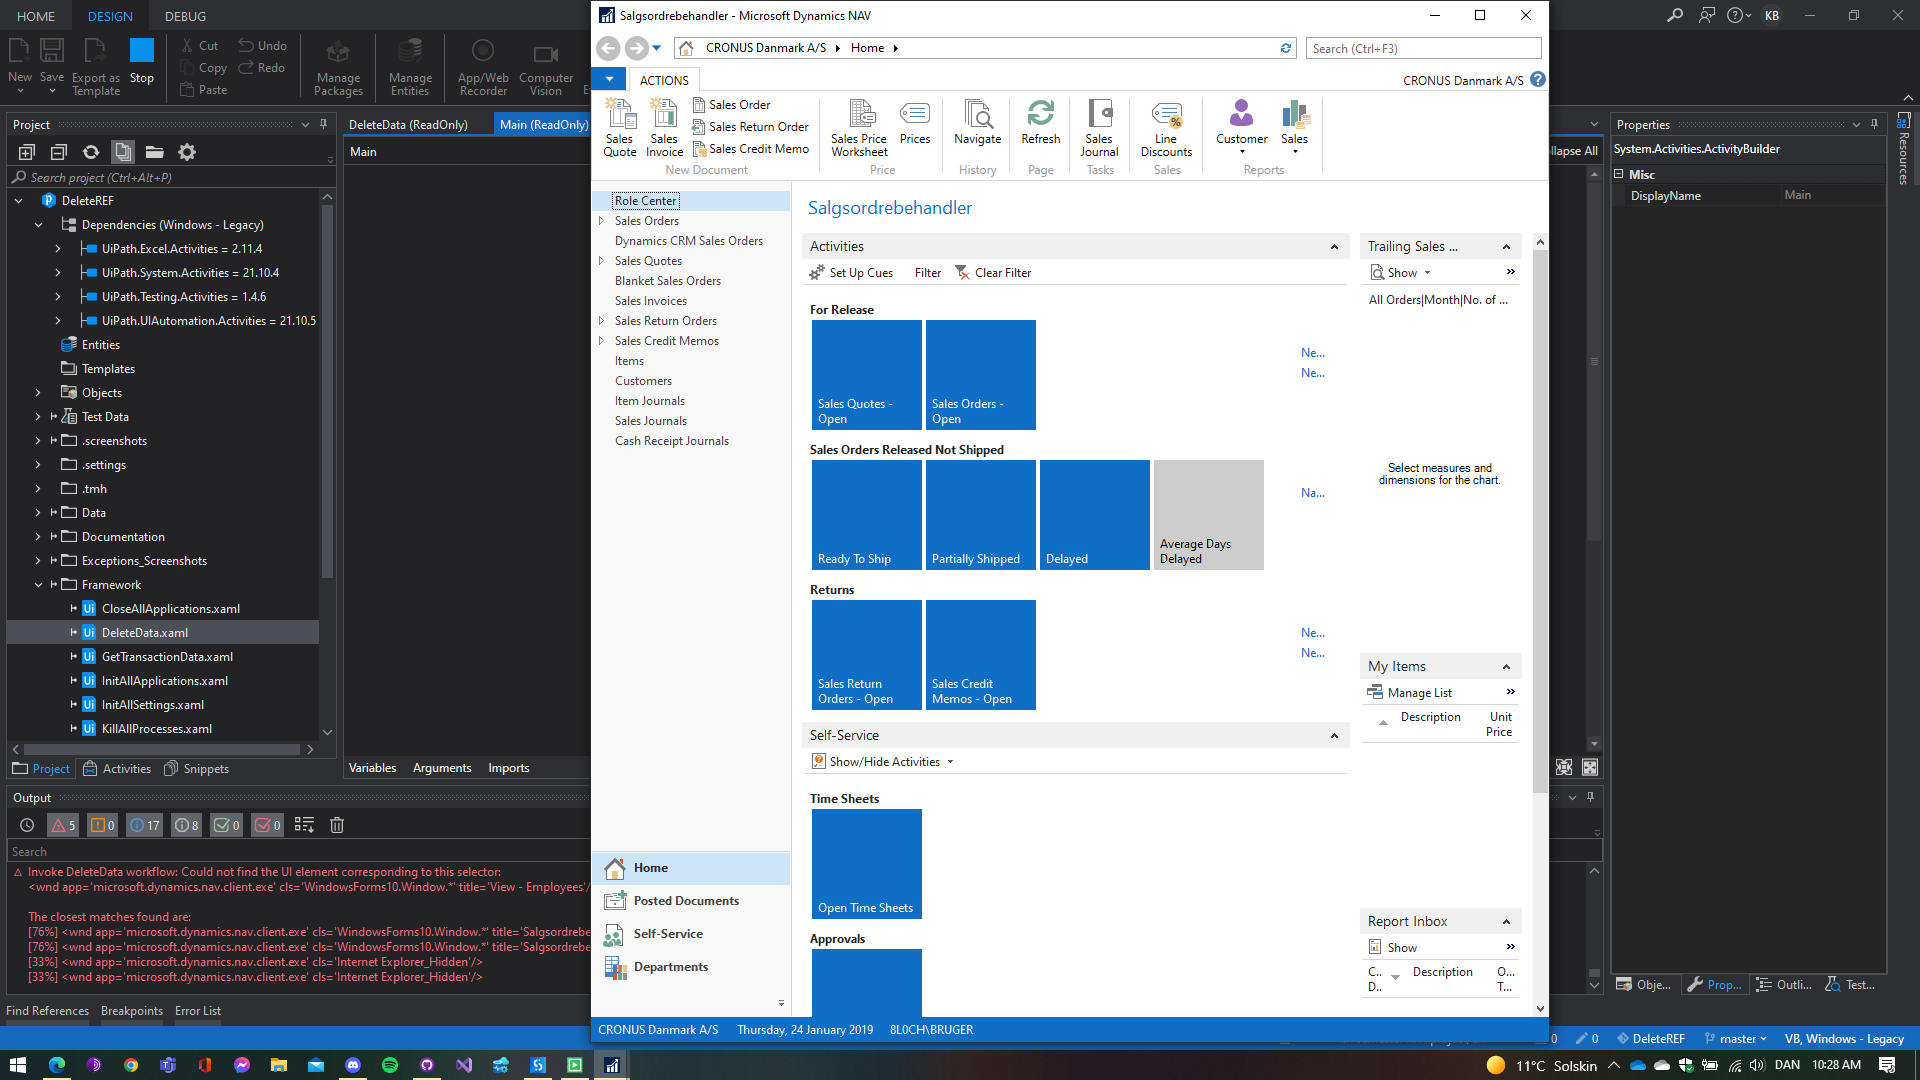 HOME
DESIGN
DEBUG
New
Save
Export as Template
Stop
Cut
Copy
Paste
Undo
Redo
Manage Packages
Manage Entities
App/Web Recorder
Computer Vision
KB
Project
Search project (Ctrl+Alt+P)
DeleteREF
Dependencies (Windows - Legacy)
UiPath.Excel.Activities = 2.11.4
UiPath.System.Activities = 21.10.4
UiPath.Testing.Activities = 1.4.6
UiPath.UIAutomation.Activities = 21.10.5
Entities
Templates
Objects
Test Data
.screenshots
.settings
.tmh
Data
Documentation
Exceptions_Screenshots
Framework
CloseAllApplications.xaml
DeleteData.xaml
GetTransactionData.xaml
InitAllApplications.xaml
InitAllSettings.xaml
KillAllProcesses.xaml
Project
Activities
Snippets
DeleteData (ReadOnly)
Main (ReadOnly)
Main
Variables
Arguments
Imports
Output
5
0
17
8
0
0
Search
Invoke DeleteData workflow: Could not find the UI element corresponding to this selector:
<wnd app='microsoft.dynamics.nav.client.exe' cls='WindowsForms10.Window.*' title='View - Employees'/
The closest matches found are:
[76%] <wnd app='microsoft.dynamics.nav.client.exe' cls='WindowsForms10.Window.*' title='Salgsordrebe
[76%] <wnd app='microsoft.dynamics.nav.client.exe' cls='WindowsForms10.Window.*' title='Salgsordrebe
[33%] <wnd app='microsoft.dynamics.nav.client.exe' cls='Internet Explorer_Hidden'/>
[33%] <wnd app='microsoft.dynamics.nav.client.exe' cls='Internet Explorer_Hidden'/>
Find References
Breakpoints
Error List
Salgsordrebehandler - Microsoft Dynamics NAV
CRONUS Danmark A/S
Home
Search (Ctrl+F3)
ACTIONS
CRONUS Danmark A/S
Sales Quote
Sales Invoice
Sales Order
Sales Return Order
Sales Credit Memo
New Document
Sales Price Worksheet
Prices
Price
Navigate
History
Refresh
Page
Sales Journal
Tasks
Line Discounts
Sales
Customer
Sales
Reports
Role Center
Sales Orders
Dynamics CRM Sales Orders
Sales Quotes
Blanket Sales Orders
Sales Invoices
Sales Return Orders
Sales Credit Memos
Items
Customers
Item Journals
Sales Journals
Cash Receipt Journals
Home
Posted Documents
Self-Service
Departments
Salgsordrebehandler
Activities
Set Up Cues
Filter
Clear Filter
For Release
Sales Quotes - Open
Sales Orders - Open
Ne...
Ne...
Sales Orders Released Not Shipped
Ready To Ship
Partially Shipped
Delayed
Average Days Delayed
Na...
Returns
Sales Return Orders - Open
Sales Credit Memos - Open
Ne...
Ne...
Self-Service
Show/Hide Activities
Time Sheets
Open Time Sheets
Approvals
Trailing Sales ...
Show
All Orders|Month|No. of ...
Select measures and
dimensions for the chart.
My Items
Manage List
Description
Unit Price
Report Inbox
Show
C.. D..
Description
O... T...
CRONUS Danmark A/S
Thursday, 24 January 2019
8L0CH\BRUGER
llapse All
Properties
System.Activities.ActivityBuilder
Misc
DisplayName
Main
Resources
Obje...
Prop...
Outli...
Test...
0
0
DeleteREF
master
VB, Windows - Legacy
11°C Solskin
DAN
10:28 AM